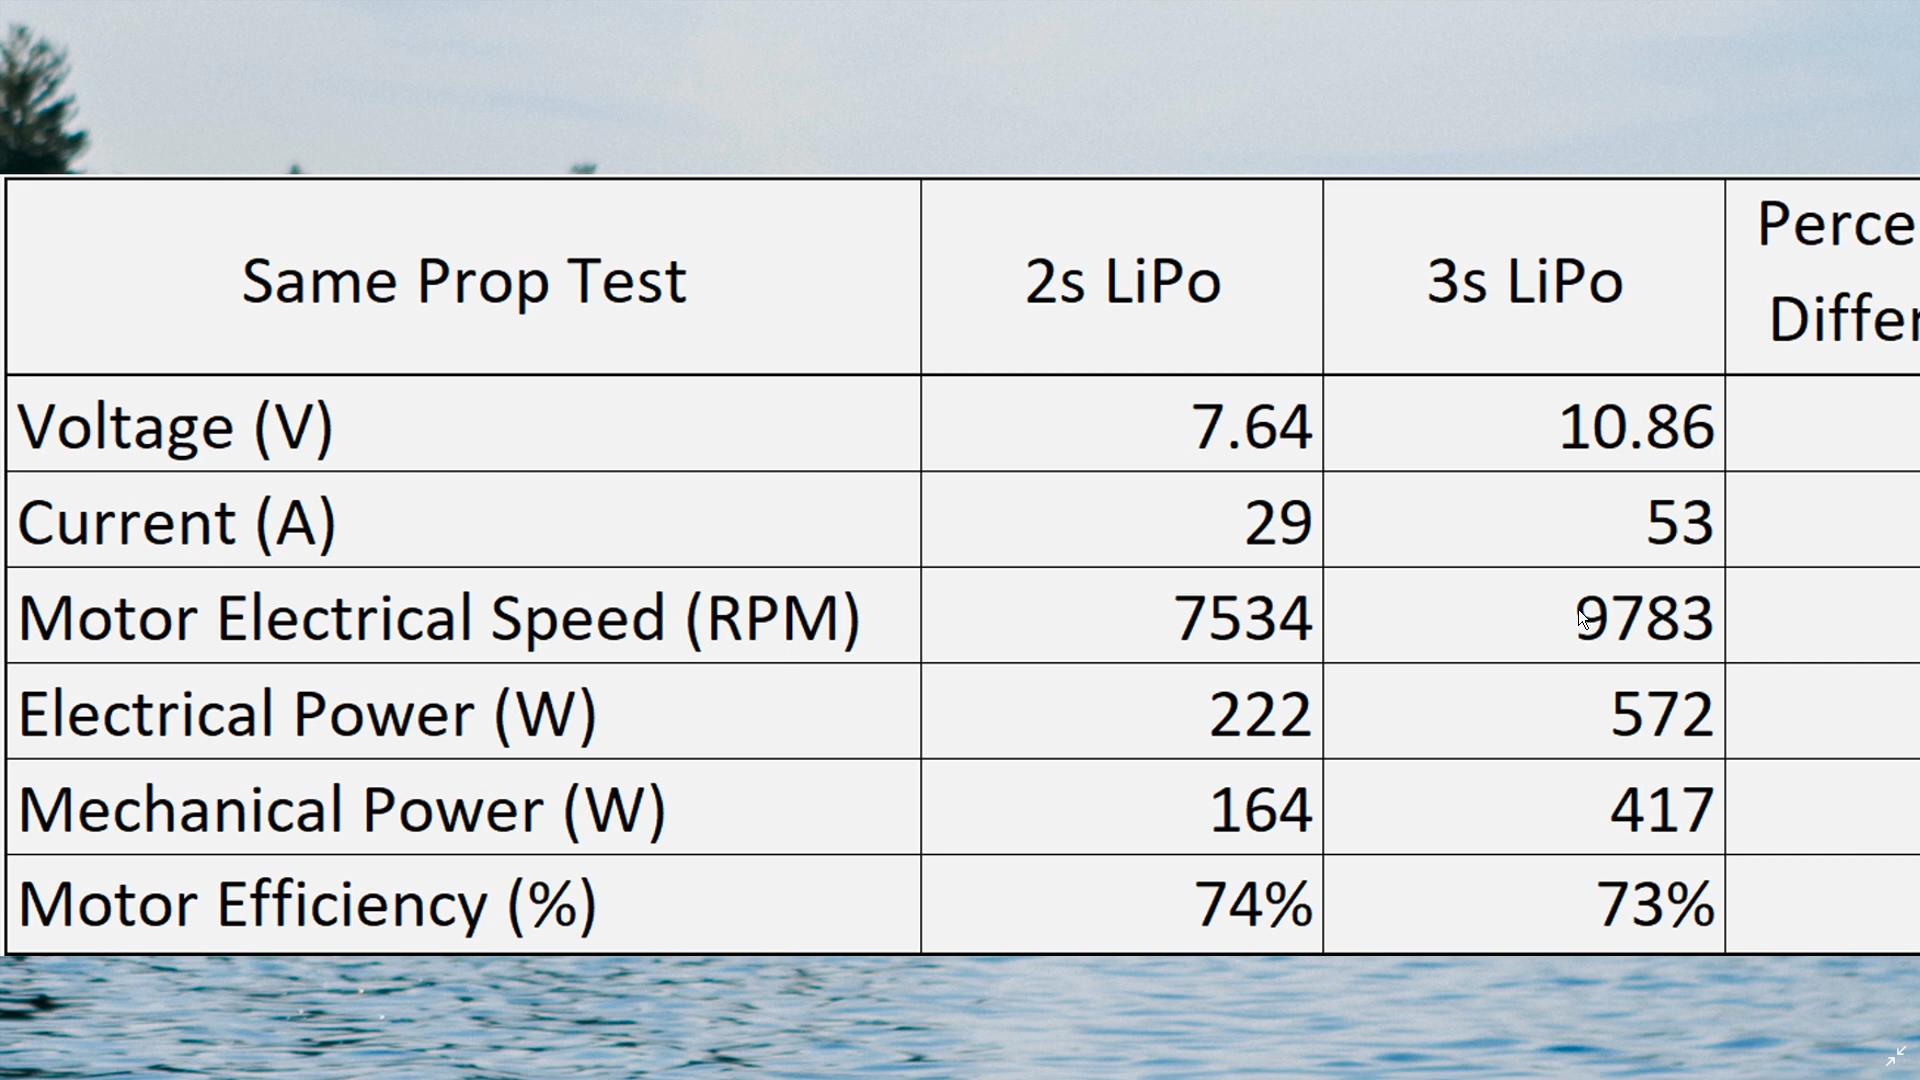 Same Prop Test 2s LiPo 3s LiPo Perce
Differ
Voltage (V) 7.64 10.86
Current (A) 29 53
Motor Electrical Speed (RPM) 7534 9783
Electrical Power (W) 222 572
Mechanical Power (W) 164 417
Motor Efficiency (%) 74% 73%